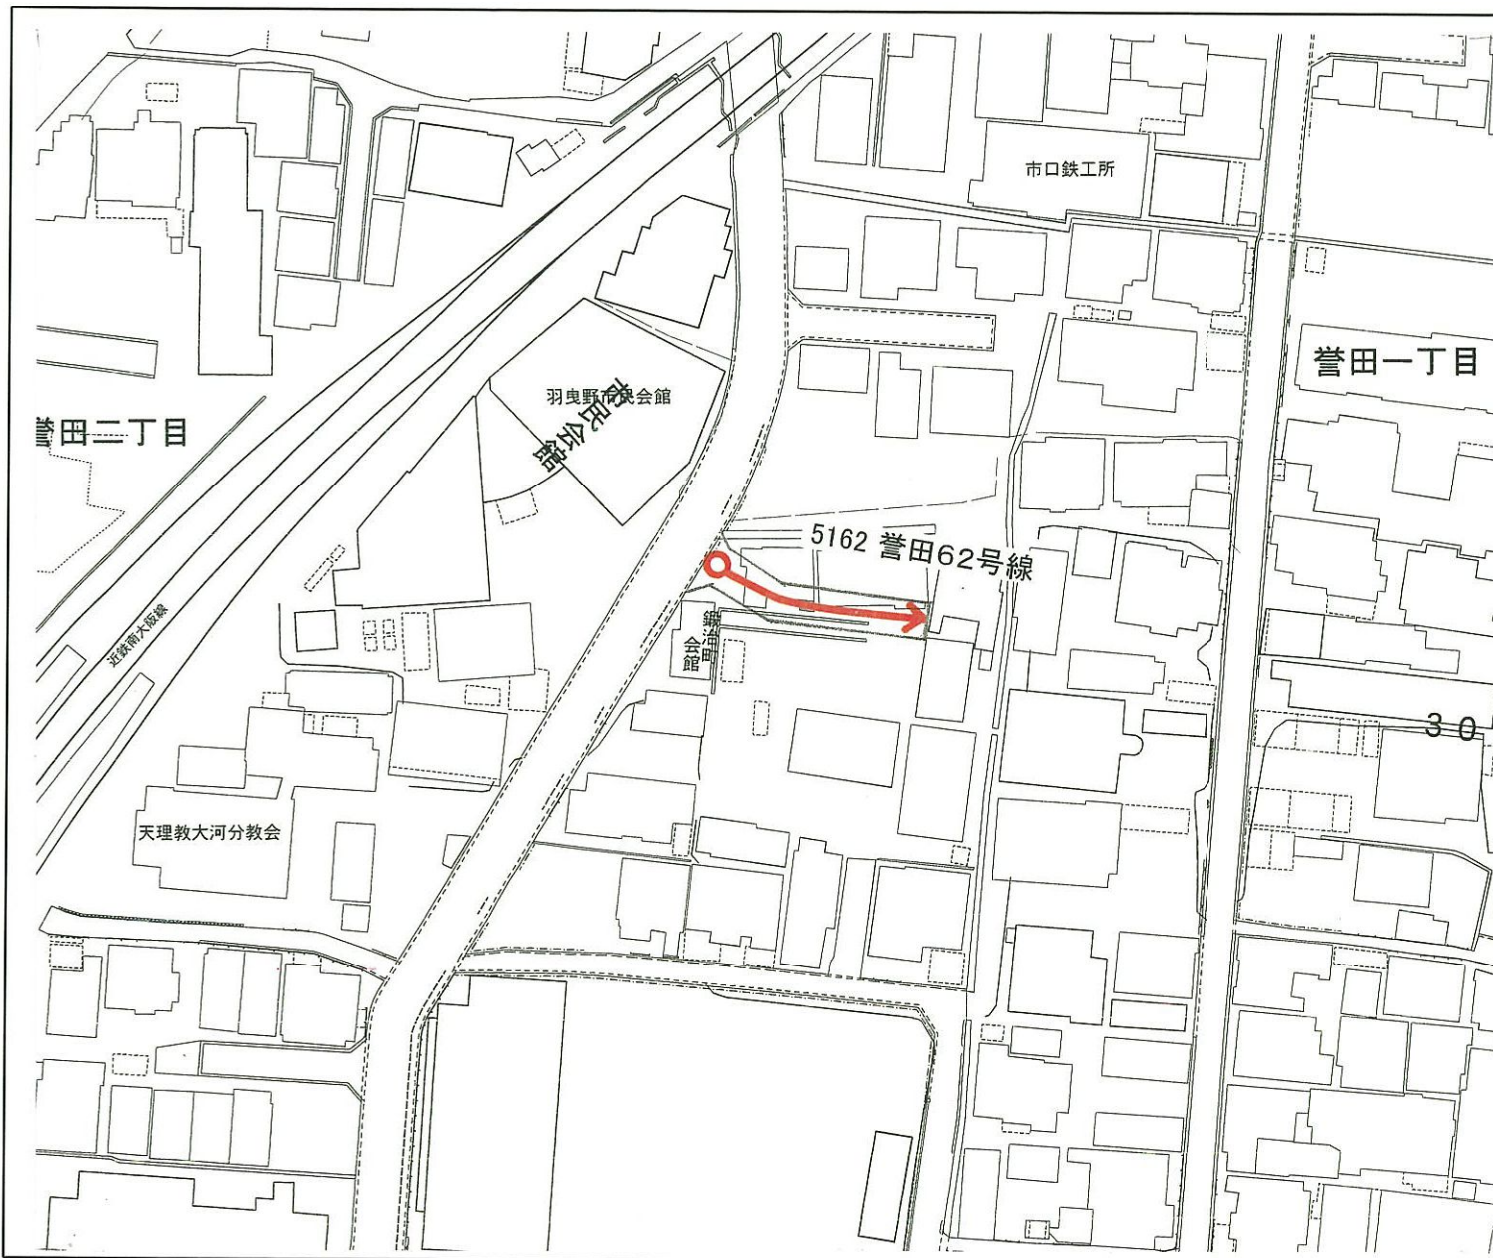 市口鉄工所
誉田一丁目
羽曳野市民会館
市民会館
誉田二丁目
5162 誉田62号線
鍛治町
会館
近鉄南大阪線
30
天理教大河分教会